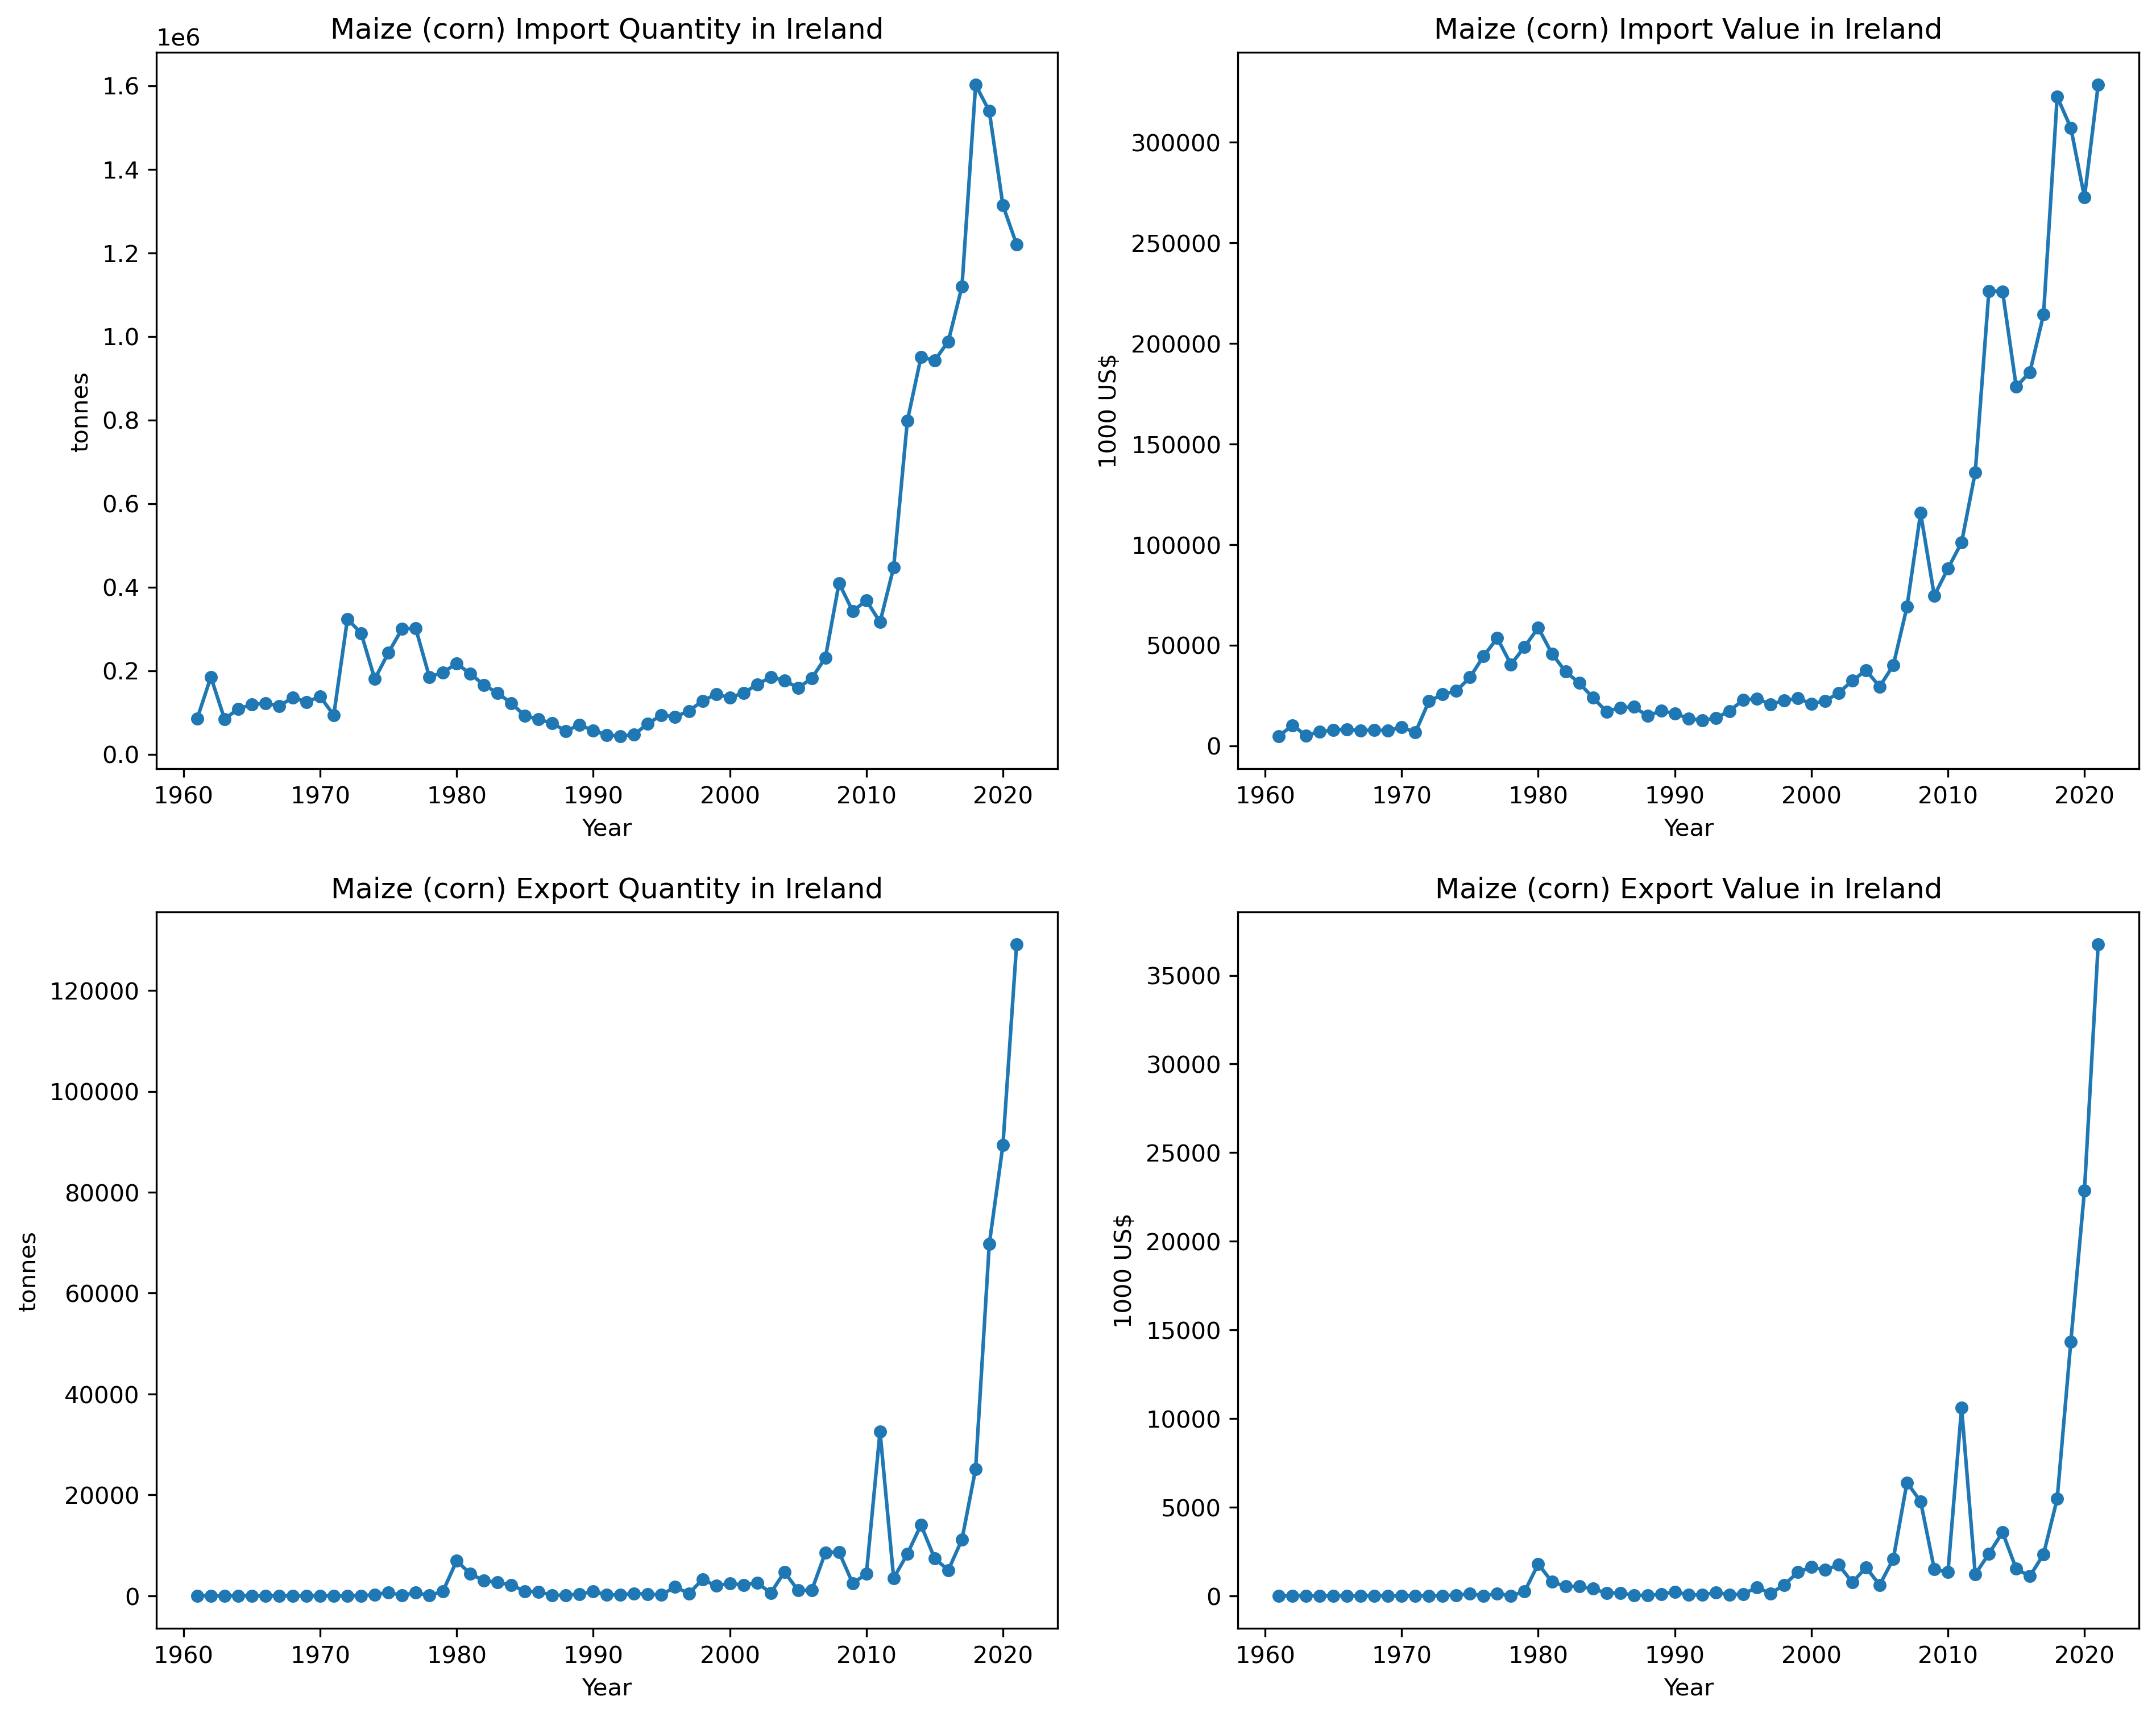 Maize (corn) Import Quantity in Ireland
1e6
1.6
1.4
1.2
1.0
0.8
0.6
0.4
0.2
0.0
tonnes
1960 1970 1980 1990 2000 2010 2020
Year
Maize (corn) Import Value in Ireland
300000
250000
200000
150000
100000
50000
0
1000 US$
1960 1970 1980 1990 2000 2010 2020
Year
Maize (corn) Export Quantity in Ireland
120000
100000
80000
60000
40000
20000
0
tonnes
1960 1970 1980 1990 2000 2010 2020
Year
Maize (corn) Export Value in Ireland
35000
30000
25000
20000
15000
10000
5000
0
1000 US$
1960 1970 1980 1990 2000 2010 2020
Year